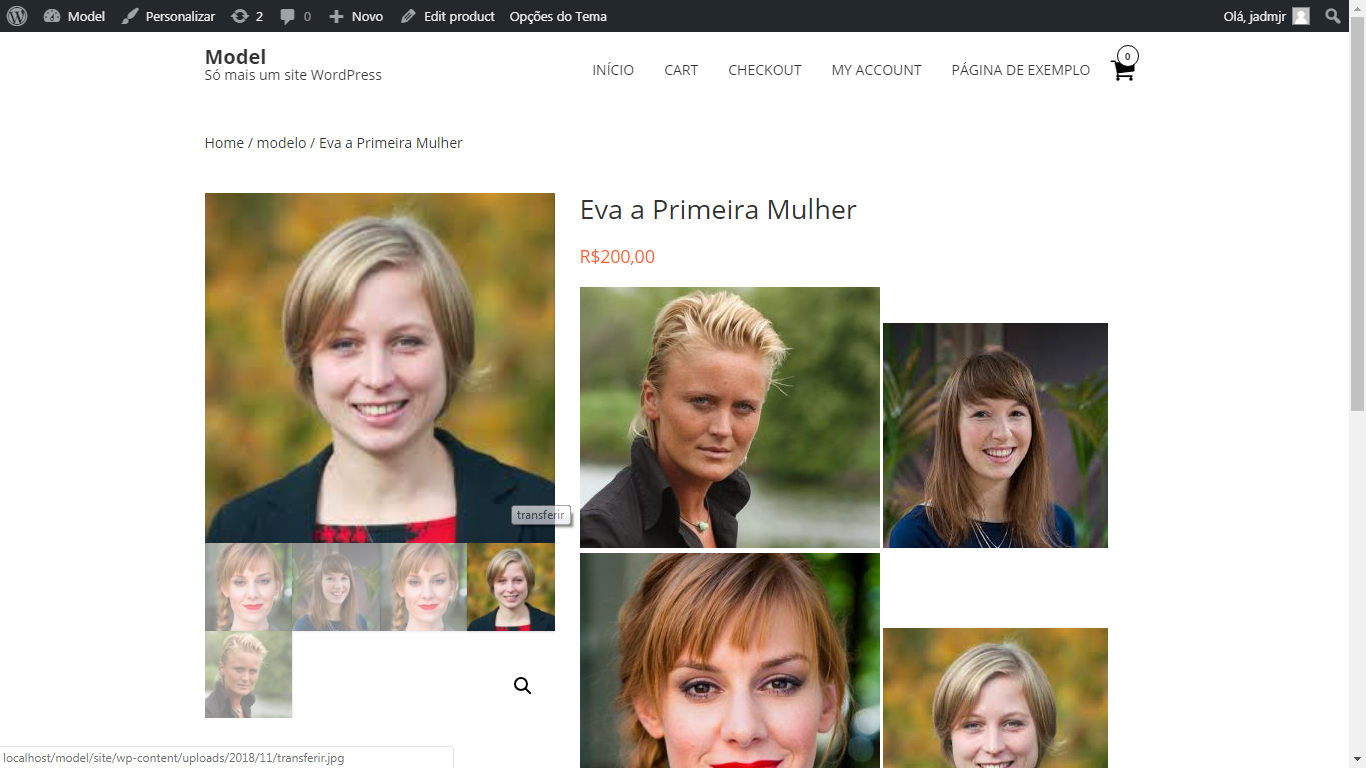 Model Personalizar 2 0 Novo Edit product Opções do Tema Olá, jadmjr
Model
Só mais um site WordPress
INÍCIO CART CHECKOUT MY ACCOUNT PÁGINA DE EXEMPLO 0
Home / modelo / Eva a Primeira Mulher
Eva a Primeira Mulher
R$200,00
transferir
localhost/model/site/wp-content/uploads/2018/11/transferir.jpg